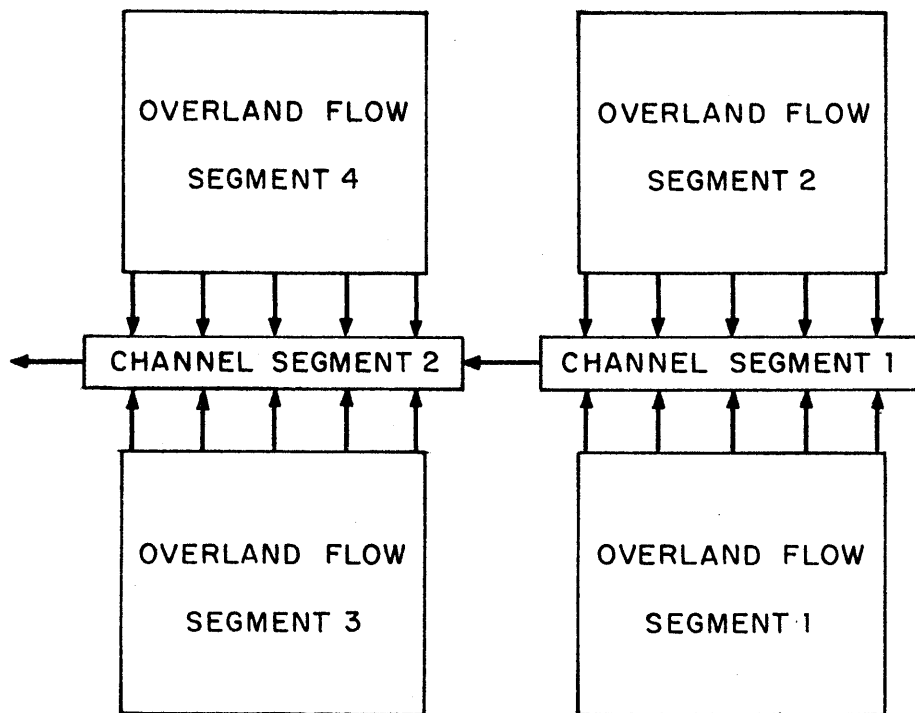 OVERLAND FLOW
SEGMENT 4
OVERLAND FLOW
SEGMENT 2
CHANNEL SEGMENT 2
CHANNEL SEGMENT 1
OVERLAND FLOW
SEGMENT 3
OVERLAND FLOW
SEGMENT 1